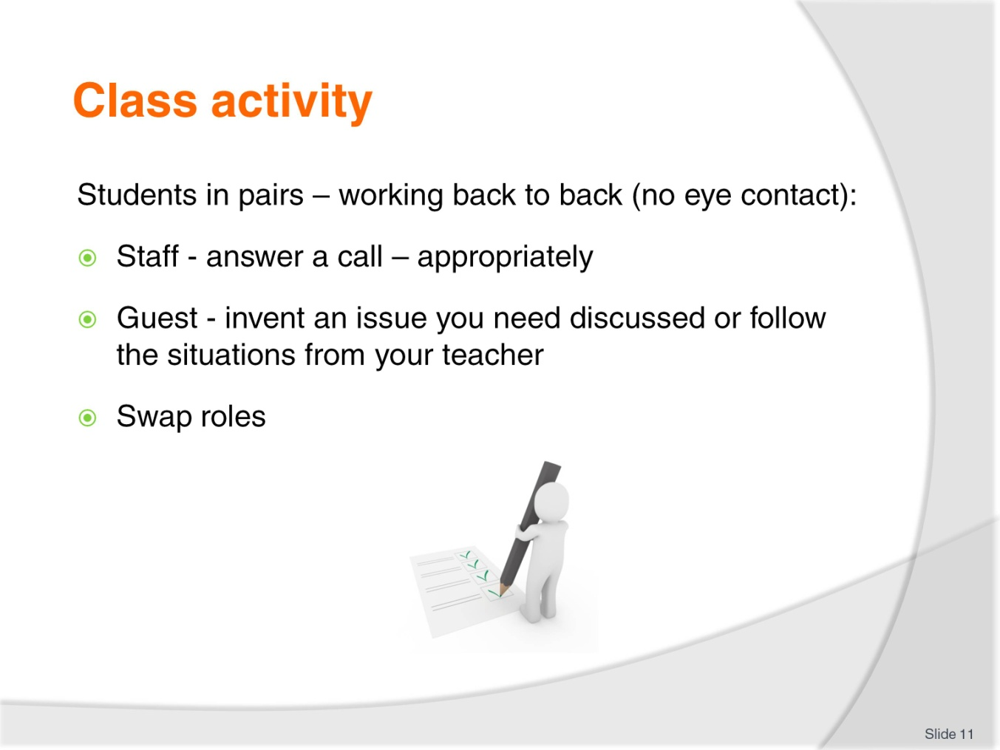 Class activity
Students in pairs – working back to back (no eye contact):
Staff - answer a call – appropriately
Guest - invent an issue you need discussed or follow
the situations from your teacher
Swap roles
Slide 11